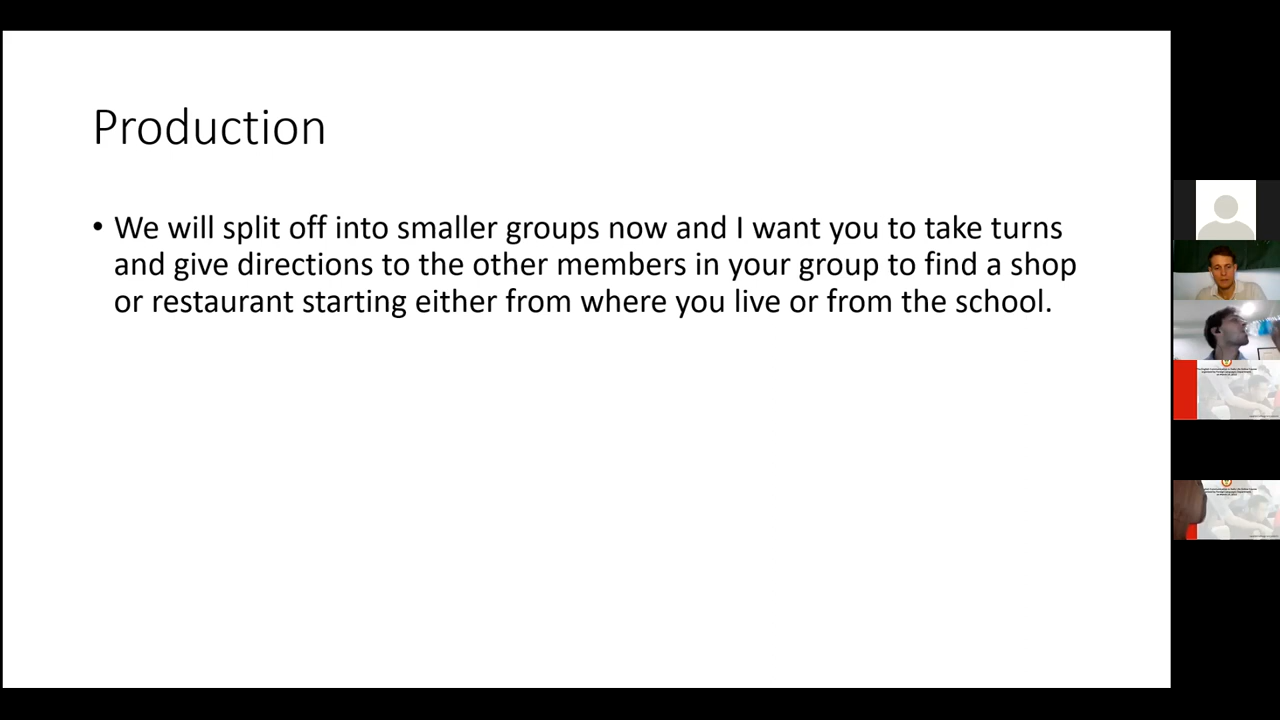 Production
• We will split off into smaller groups now and I want you to take turns
and give directions to the other members in your group to find a shop
or restaurant starting either from where you live or from the school.